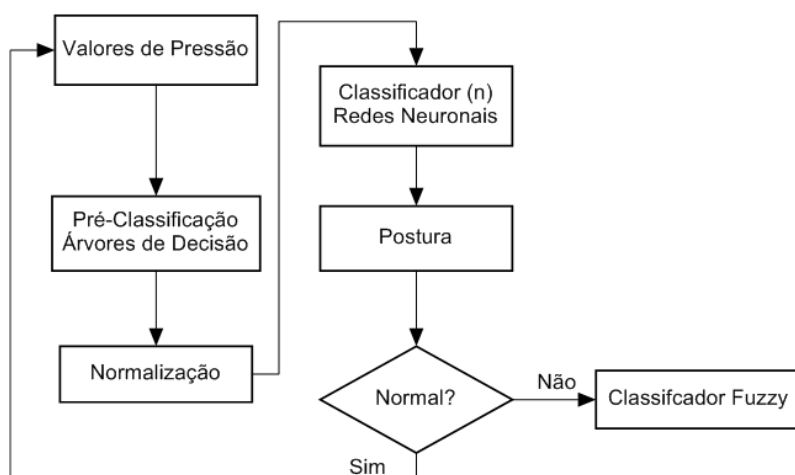 Valores de Pressão
Pré-Classificação
Árvores de Decisão
Normalização
Classificador (n)
Redes Neuronais
Postura
Normal?
Não
Classifcador Fuzzy
Sim